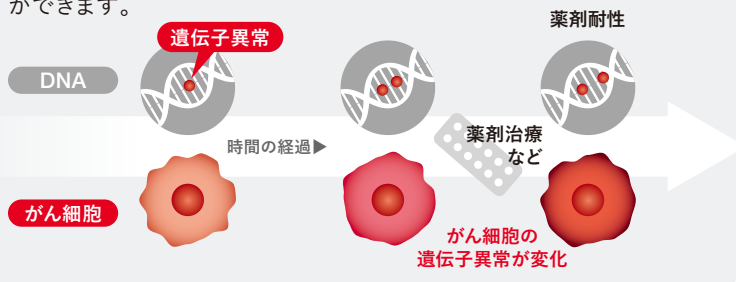 ができます。
薬剤耐性
遺伝子異常
DNA
時間の経過▶
薬剤治療
など
がん細胞
がん細胞の
遺伝子異常が変化